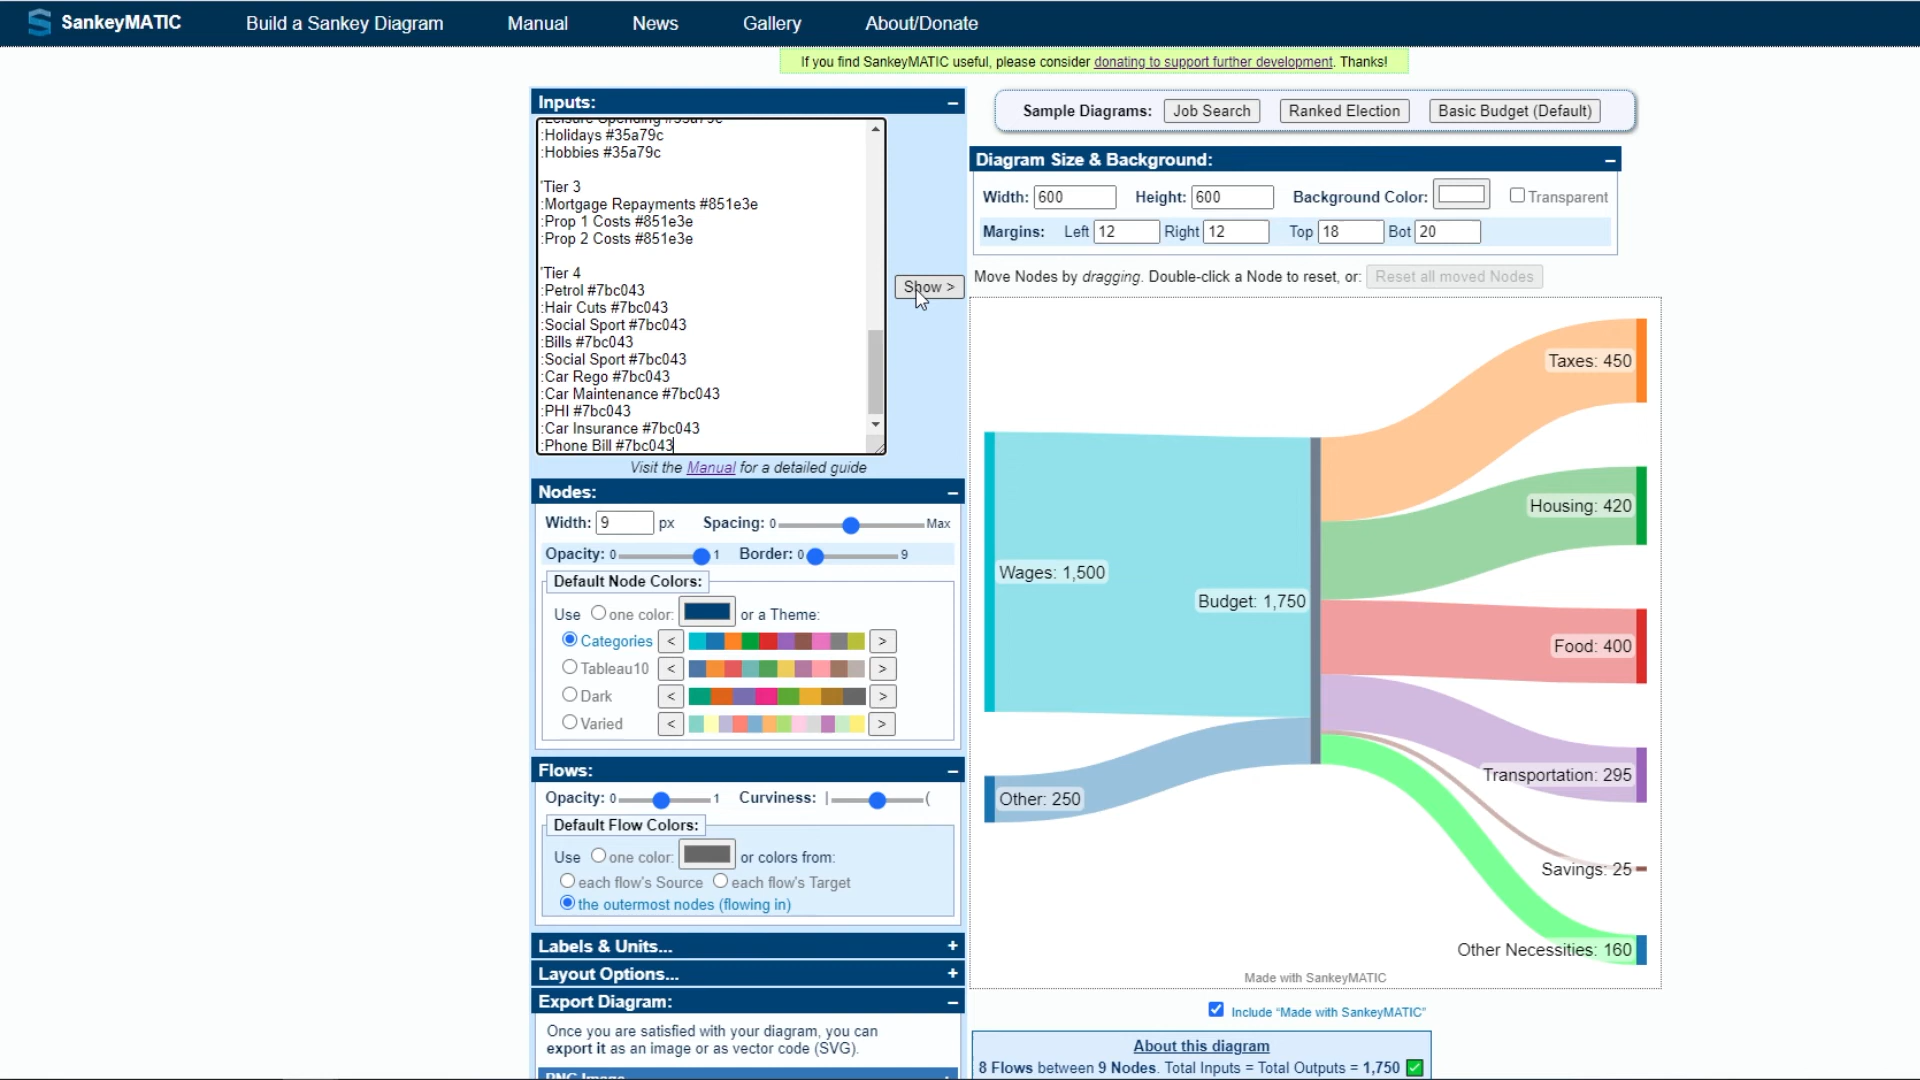 SankeyMATIC
Build a Sankey Diagram
Manual
News
Gallery
About/Donate
If you find SankeyMATIC useful, please consider donating to support further development. Thanks!
Inputs:
–
:Holidays #35a79c
:Hobbies #35a79c
'Tier 3
:Mortgage Repayments #851e3e
:Prop 1 Costs #851e3e
:Prop 2 Costs #851e3e
'Tier 4
:Petrol #7bc043
:Hair Cuts #7bc043
:Social Sport #7bc043
:Bills #7bc043
:Social Sport #7bc043
:Car Rego #7bc043
:Car Maintenance #7bc043
:PHI #7bc043
:Car Insurance #7bc043
:Phone Bill #7bc043
Show >
Visit the Manual for a detailed guide
Nodes:
–
Width: 9 px Spacing: 0 Max
Opacity: 0 1 Border: 0 9
Default Node Colors:
Use one color: or a Theme:
Categories < >
Tableau10 < >
Dark < >
Varied < >
Flows:
–
Opacity: 0 1 Curviness: | (
Default Flow Colors:
Use one color: or colors from:
each flow's Source each flow's Target
the outermost nodes (flowing in)
Labels & Units...
+
Layout Options...
+
Export Diagram:
–
Once you are satisfied with your diagram, you can
export it as an image or as vector code (SVG).
Sample Diagrams: Job Search Ranked Election Basic Budget (Default)
Diagram Size & Background:
–
Width: 600 Height: 600 Background Color: Transparent
Margins: Left 12 Right 12 Top 18 Bot 20
Move Nodes by dragging. Double-click a Node to reset, or: Reset all moved Nodes
Taxes: 450
Housing: 420
Wages: 1,500
Budget: 1,750
Food: 400
Transportation: 295
Other: 250
Savings: 25
Other Necessities: 160
Made with SankeyMATIC
Include “Made with SankeyMATIC”
About this diagram
8 Flows between 9 Nodes. Total Inputs = Total Outputs = 1,750